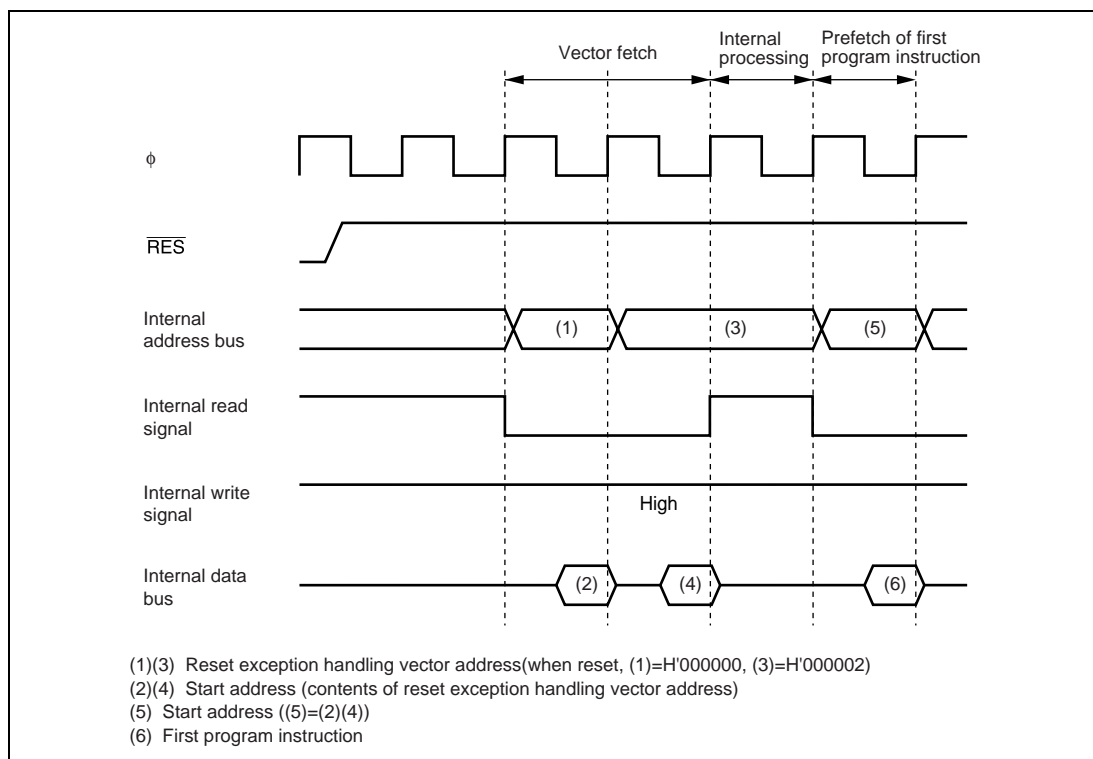 Vector fetch
Internal
processing
Prefetch of first
program instruction
ϕ
RES
Internal
address bus
(1)
(3)
(5)
Internal read
signal
Internal write
signal
High
Internal data
bus
(2)
(4)
(6)
(1)(3) Reset exception handling vector address(when reset, (1)=H'000000, (3)=H'000002)
(2)(4) Start address (contents of reset exception handling vector address)
(5) Start address ((5)=(2)(4))
(6) First program instruction